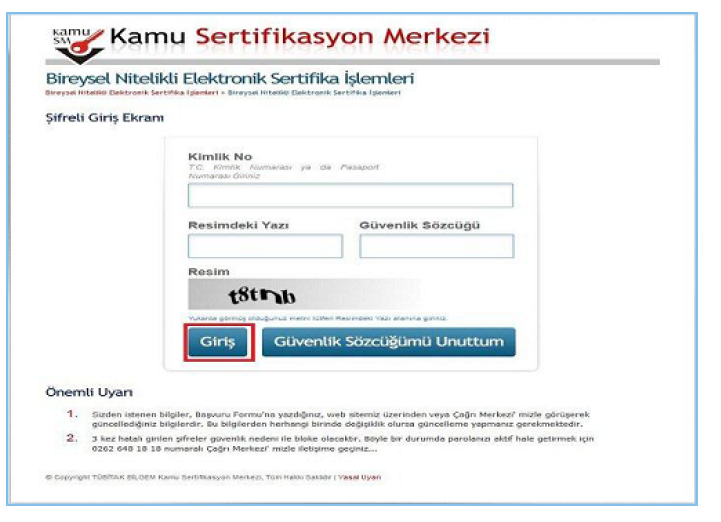 kamu
SM
Kamu Sertifikasyon Merkezi
Bireysel Nitelikli Elektronik Sertifika İşlemleri
Bireysel Nitelikli Elektronik Sertifika İşlemleri » Bireysel Nitelikli Elektronik Sertifika İşlemleri
Şifreli Giriş Ekranı
Kimlik No
T.C. Kimlik Numarası ya da Pasaport
Numarası Giriniz
Resimdeki Yazı Güvenlik Sözcüğü
Resim
t8tnb
Yukarıda görmüş olduğunuz metni lütfen Resimdeki Yazı alanına giriniz.
Giriş Güvenlik Sözcüğümü Unuttum
Önemli Uyarı
1. Sizden istenen bilgiler, Başvuru Formu'na yazdığınız, web sitemiz üzerinden veya Çağrı Merkezi' mizle görüşerek
güncellediğiniz bilgilerdir. Bu bilgilerden herhangi birinde değişiklik olursa güncelleme yapmanız gerekmektedir.
2. 3 kez hatalı girilen şifreler güvenlik nedeni ile bloke olacaktır. Böyle bir durumda parolanızı aktif hale getirmek için
0262 648 18 18 numaralı Çağrı Merkezi' mizle iletişime geçiniz...
© Copyright TÜBİTAK BİLGEM Kamu Sertifikasyon Merkezi, Tüm Hakkı Saklıdır | Yasal Uyarı